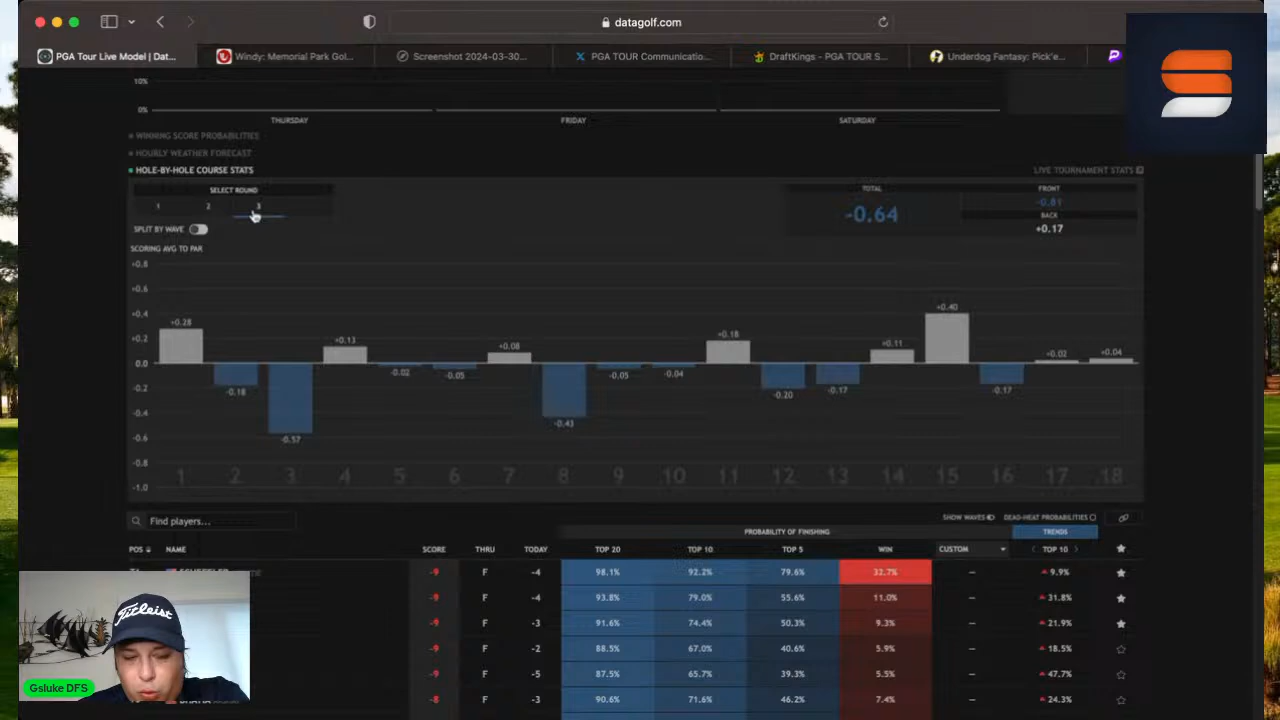 datagolf.com
PGA Tour Live Model | Dat...
Windy: Memorial Park Gol...
Screenshot 2024-03-30...
PGA TOUR Communicatio...
DraftKings - PGA TOUR S...
Underdog Fantasy: Pick'e...
10%
0%
THURSDAY FRIDAY SATURDAY
WINNING SCORE PROBABILITIES
HOURLY WEATHER FORECAST
HOLE-BY-HOLE COURSE STATS
LIVE TOURNAMENT STATS
SELECT ROUND
1 2 3
TOTAL
-0.64
FRONT
-0.81
BACK
+0.17
SPLIT BY WAVE
SCORING AVG TO PAR
+0.8
+0.6
+0.4
+0.2
0.0
-0.2
-0.4
-0.6
-0.8
-1.0
+0.28 -0.18 -0.57 +0.13 -0.02 -0.05 +0.08 -0.43 -0.05 -0.04 +0.18 -0.20 -0.17 +0.11 +0.40 -0.17 +0.02 +0.04
1 2 3 4 5 6 7 8 9 10 11 12 13 14 15 16 17 18
Find players...
SHOW WAVES DEAD-HEAT PROBABILITIES
PROBABILITY OF FINISHING TRENDS
POS NAME SCORE THRU TODAY TOP 20 TOP 10 TOP 5 WIN CUSTOM TOP 10
-9 F -4 98.1% 92.2% 79.6% 32.7% — 9.9%
-9 F -4 93.8% 79.0% 55.6% 11.0% — 31.8%
-9 F -3 91.6% 74.4% 50.3% 9.3% — 21.9%
-9 F -2 88.5% 67.0% 40.6% 5.9% — 18.5%
-9 F -5 87.5% 65.7% 39.3% 5.5% — 47.7%
-8 F -3 90.6% 71.6% 46.2% 7.4% — 24.3%
Titleist
Gsluke DFS